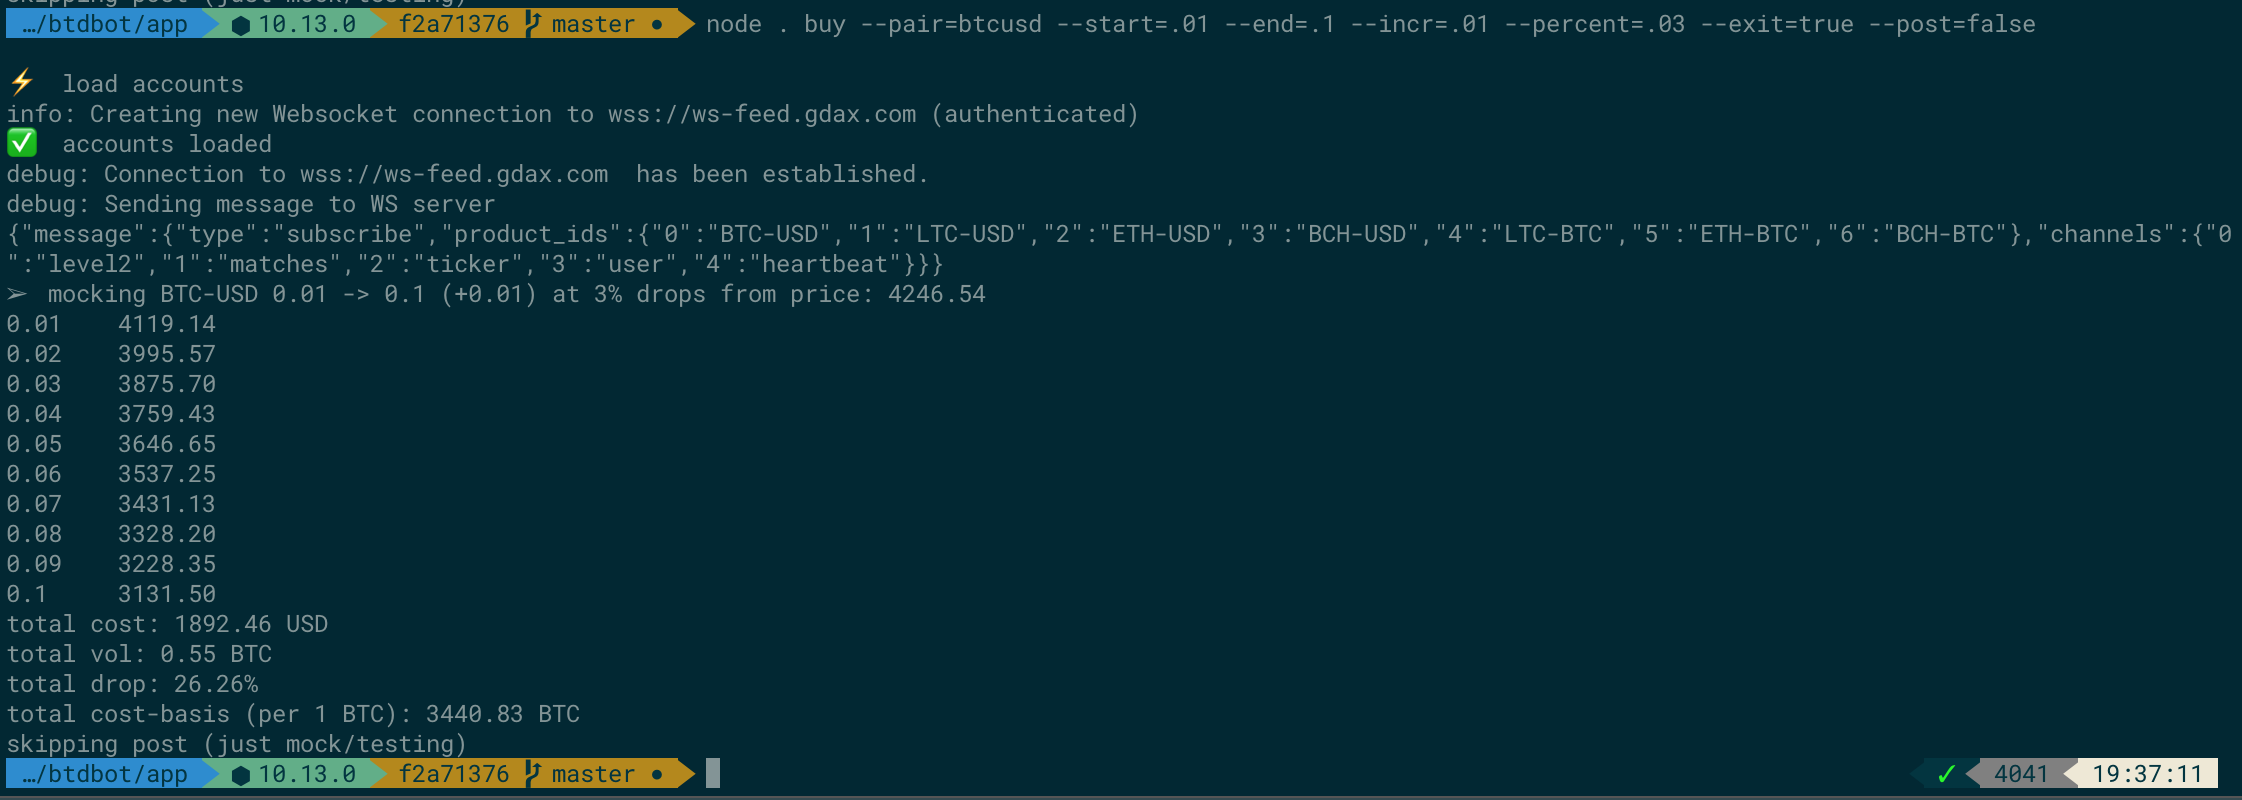 skipping post (just mock/testing)
…/btdbot/app 10.13.0 f2a71376 master ● node . buy --pair=btcusd --start=.01 --end=.1 --incr=.01 --percent=.03 --exit=true --post=false
⚡ load accounts
info: Creating new Websocket connection to wss://ws-feed.gdax.com (authenticated)
✅ accounts loaded
debug: Connection to wss://ws-feed.gdax.com  has been established.
debug: Sending message to WS server
{"message":{"type":"subscribe","product_ids":{"0":"BTC-USD","1":"LTC-USD","2":"ETH-USD","3":"BCH-USD","4":"LTC-BTC","5":"ETH-BTC","6":"BCH-BTC"},"channels":{"0
":"level2","1":"matches","2":"ticker","3":"user","4":"heartbeat"}}}
➢ mocking BTC-USD 0.01 -> 0.1 (+0.01) at 3% drops from price: 4246.54
0.01    4119.14
0.02    3995.57
0.03    3875.70
0.04    3759.43
0.05    3646.65
0.06    3537.25
0.07    3431.13
0.08    3328.20
0.09    3228.35
0.1     3131.50
total cost: 1892.46 USD
total vol: 0.55 BTC
total drop: 26.26%
total cost-basis (per 1 BTC): 3440.83 BTC
skipping post (just mock/testing)
…/btdbot/app 10.13.0 f2a71376 master ● ✓ 4041 19:37:11